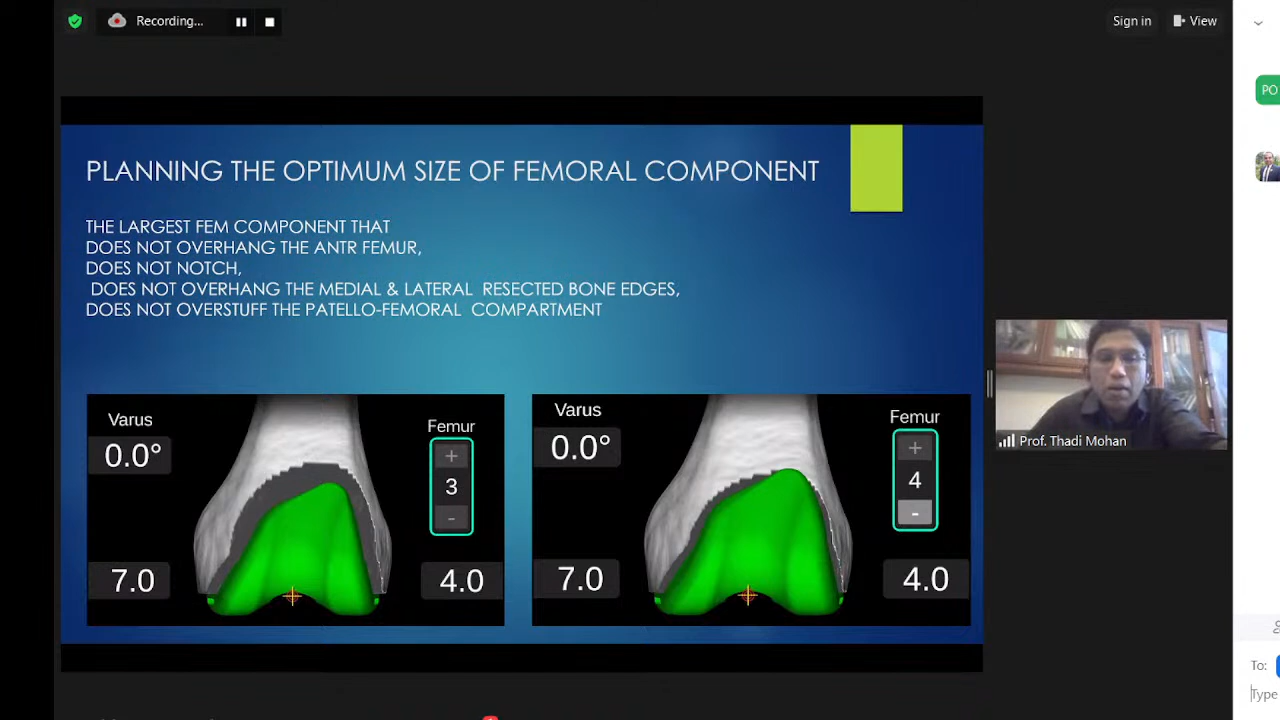 Recording...
Sign in
View
PO
PLANNING THE OPTIMUM SIZE OF FEMORAL COMPONENT
THE LARGEST FEM COMPONENT THAT
DOES NOT OVERHANG THE ANTR FEMUR,
DOES NOT NOTCH,
DOES NOT OVERHANG THE MEDIAL & LATERAL RESECTED BONE EDGES,
DOES NOT OVERSTUFF THE PATELLO-FEMORAL COMPARTMENT
Varus
0.0°
Femur
+
3
-
7.0
4.0
Varus
0.0°
Femur
+
4
-
7.0
4.0
Prof. Thadi Mohan
To:
Type